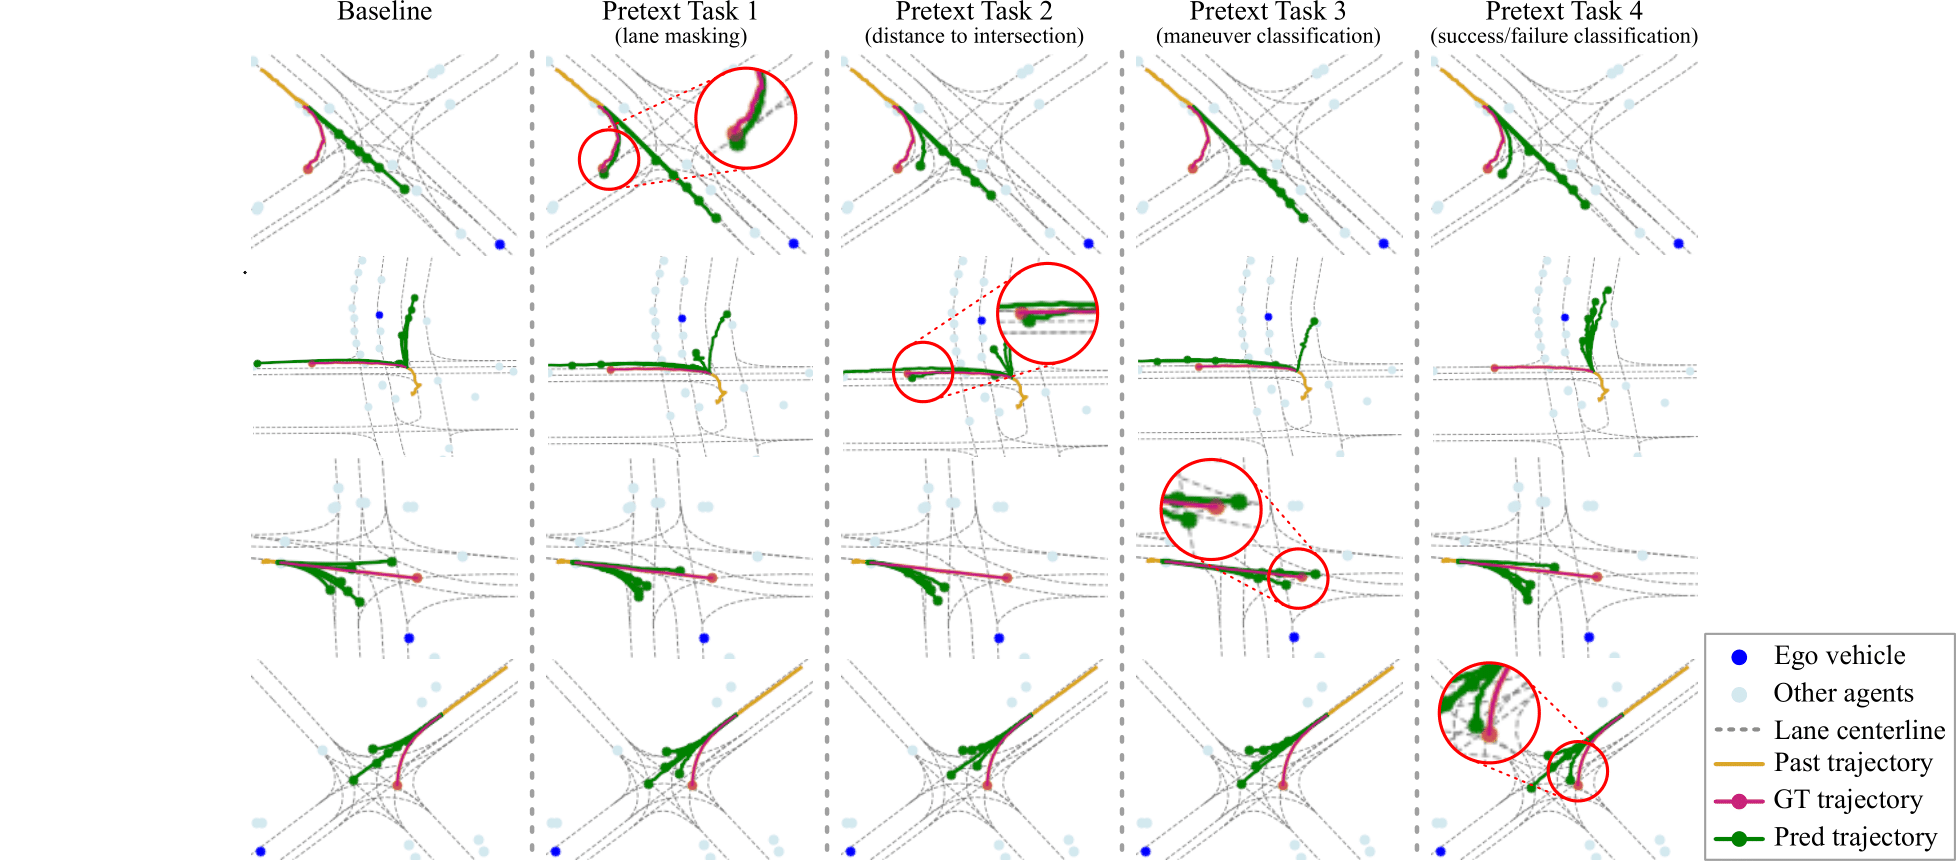 Baseline
Pretext Task 1
(lane masking)
Pretext Task 2
(distance to intersection)
Pretext Task 3
(maneuver classification)
Pretext Task 4
(success/failure classification)
Ego vehicle
Other agents
Lane centerline
Past trajectory
GT trajectory
Pred trajectory